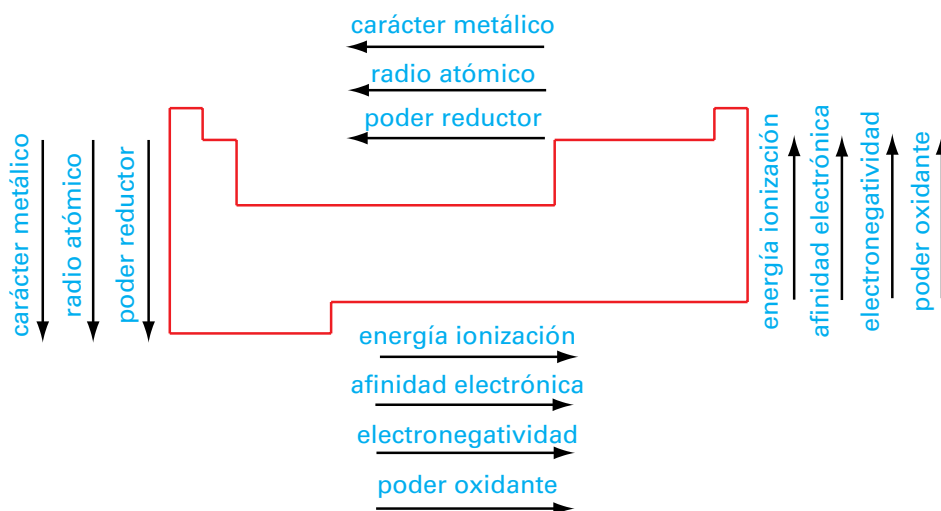 carácter metálico
radio atómico
poder reductor
carácter metálico
radio atómico
poder reductor
energía ionización
afinidad electrónica
electronegatividad
poder oxidante
energía ionización
afinidad electrónica
electronegatividad
poder oxidante